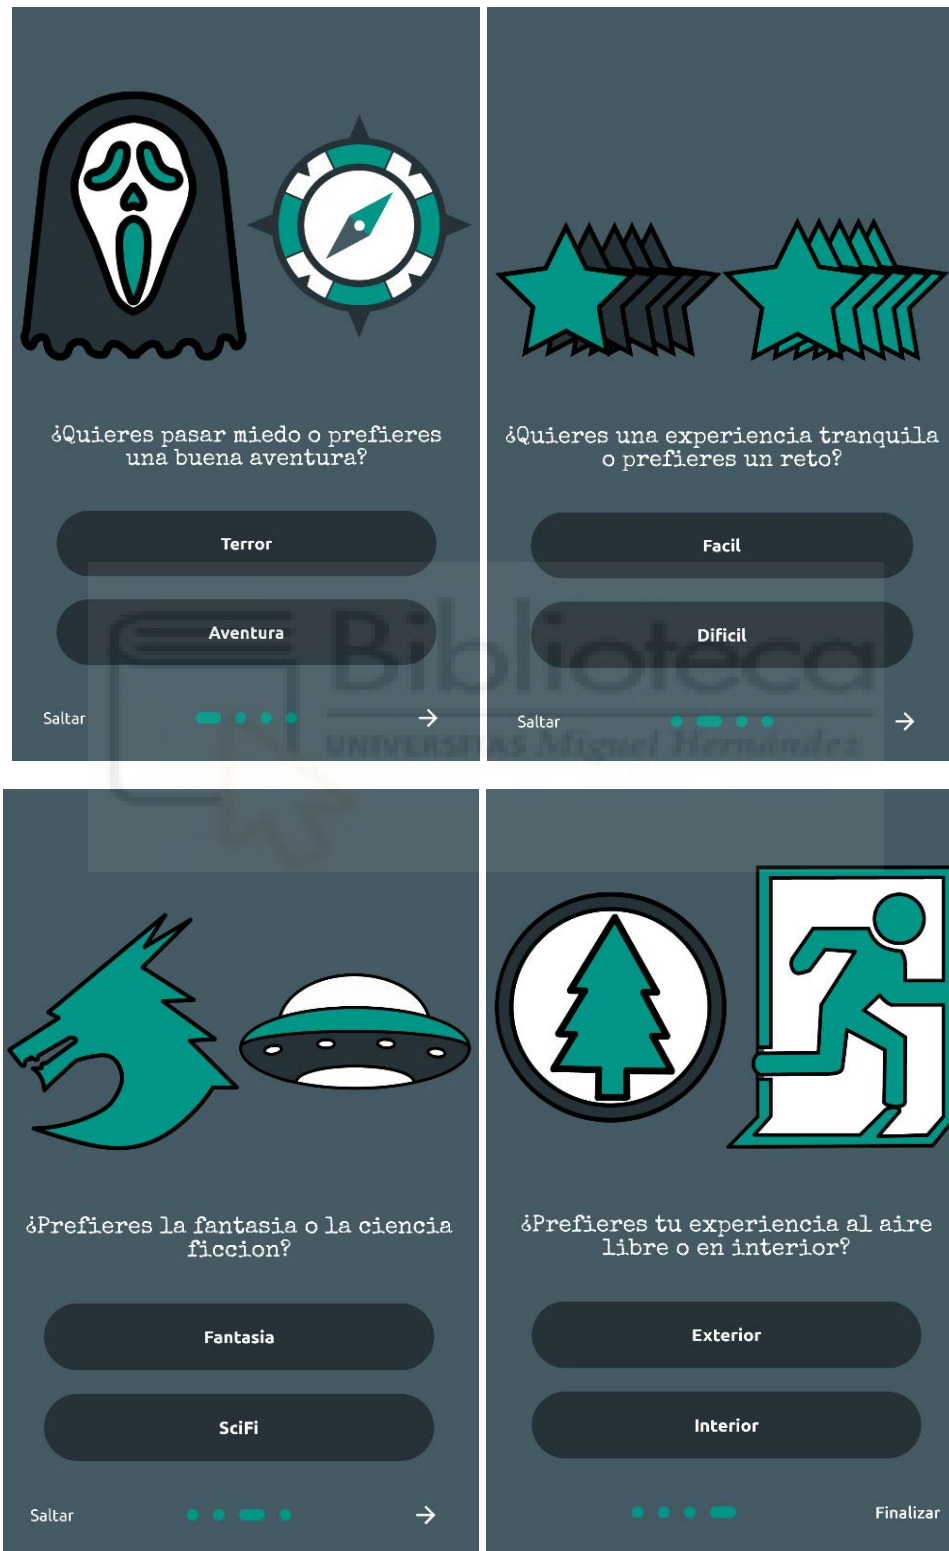 ¿Quieres pasar miedo o prefieres
una buena aventura?
Terror
Aventura
Saltar
¿Quieres una experiencia tranquila
o prefieres un reto?
Facil
Dificil
Saltar
Biblioteca
UNIVERSITAS Miguel Hernández
¿Prefieres la fantasia o la ciencia
ficcion?
Fantasia
SciFi
Saltar
¿Prefieres tu experiencia al aire
libre o en interior?
Exterior
Interior
Finalizar